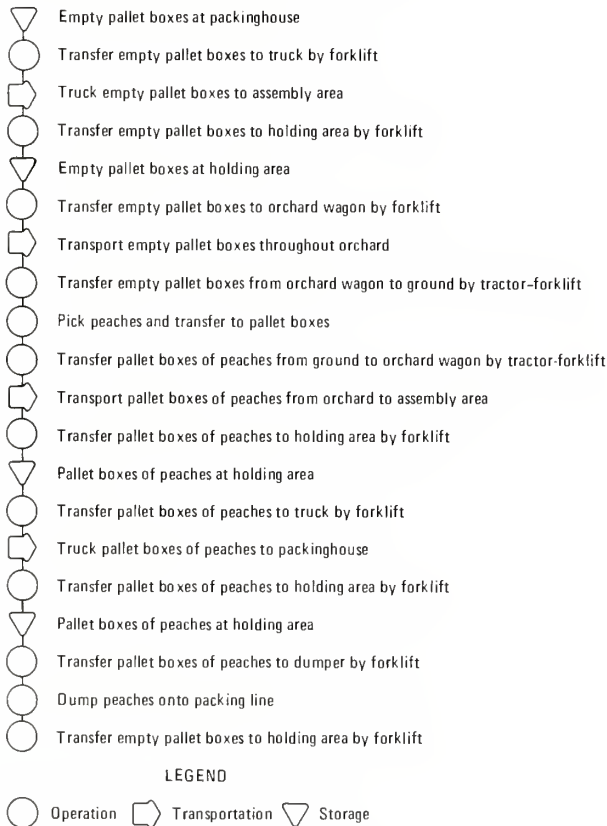 Empty pallet boxes at packinghouse
Transfer empty pallet boxes to truck by forklift
Truck empty pallet boxes to assembly area
Transfer empty pallet boxes to holding area by forklift
Empty pallet boxes at holding area
Transfer empty pallet boxes to orchard wagon by forklift
Transport empty pallet boxes throughout orchard
Transfer empty pallet boxes from orchard wagon to ground by tractor-forklift
Pick peaches and transfer to pallet boxes
Transfer pallet boxes of peaches from ground to orchard wagon by tractor-forklift
Transport pallet boxes of peaches from orchard to assembly area
Transfer pallet boxes of peaches to holding area by forklift
Pallet boxes of peaches at holding area
Transfer pallet boxes of peaches to truck by forklift
Truck pallet boxes of peaches to packinghouse
Transfer pallet boxes of peaches to holding area by forklift
Pallet boxes of peaches at holding area
Transfer pallet boxes of peaches to dumper by forklift
Dump peaches onto packing line
Transfer empty pallet boxes to holding area by forklift
LEGEND
Operation Transportation Storage